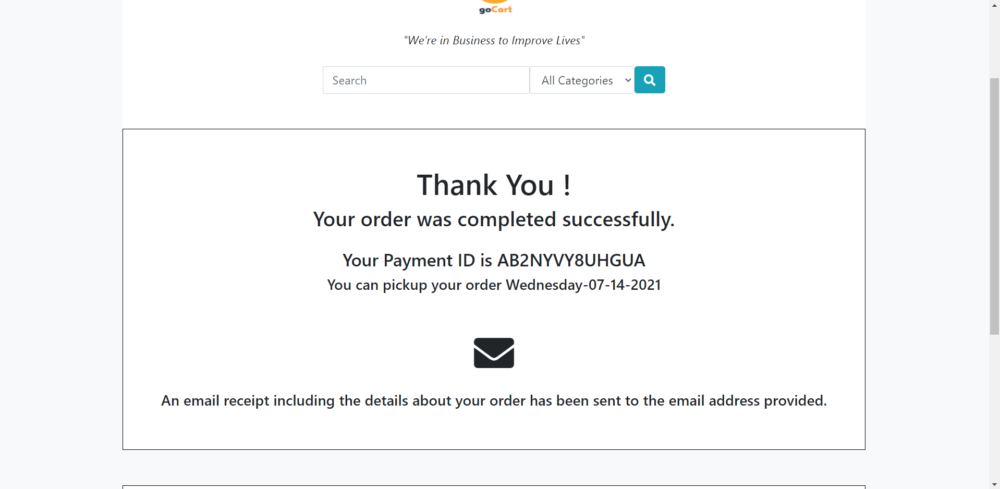 goCart
"We’re in Business to Improve Lives"
Search
All Categories
Thank You !
Your order was completed successfully.
Your Payment ID is AB2NYVY8UHGUA
You can pickup your order Wednesday-07-14-2021
An email receipt including the details about your order has been sent to the email address provided.